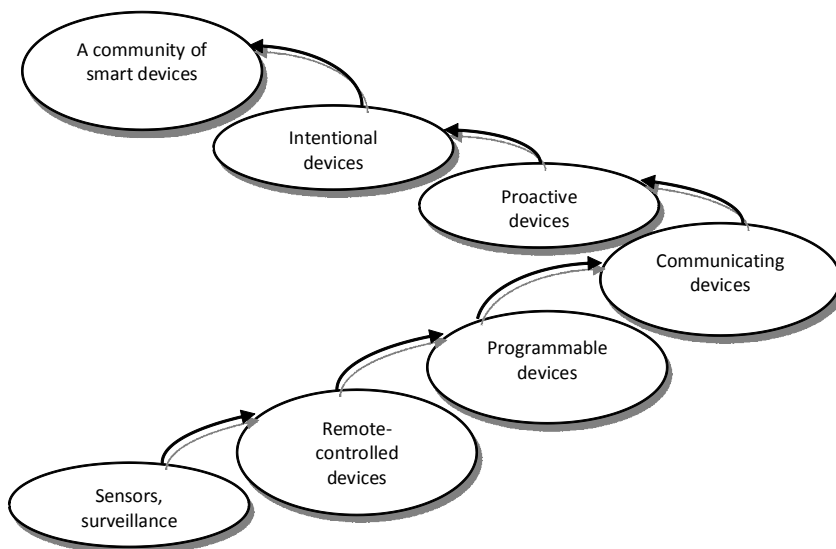 A community of
smart devices
Intentional
devices
Proactive
devices
Communicating
devices
Programmable
devices
Remote-
controlled
devices
Sensors,
surveillance